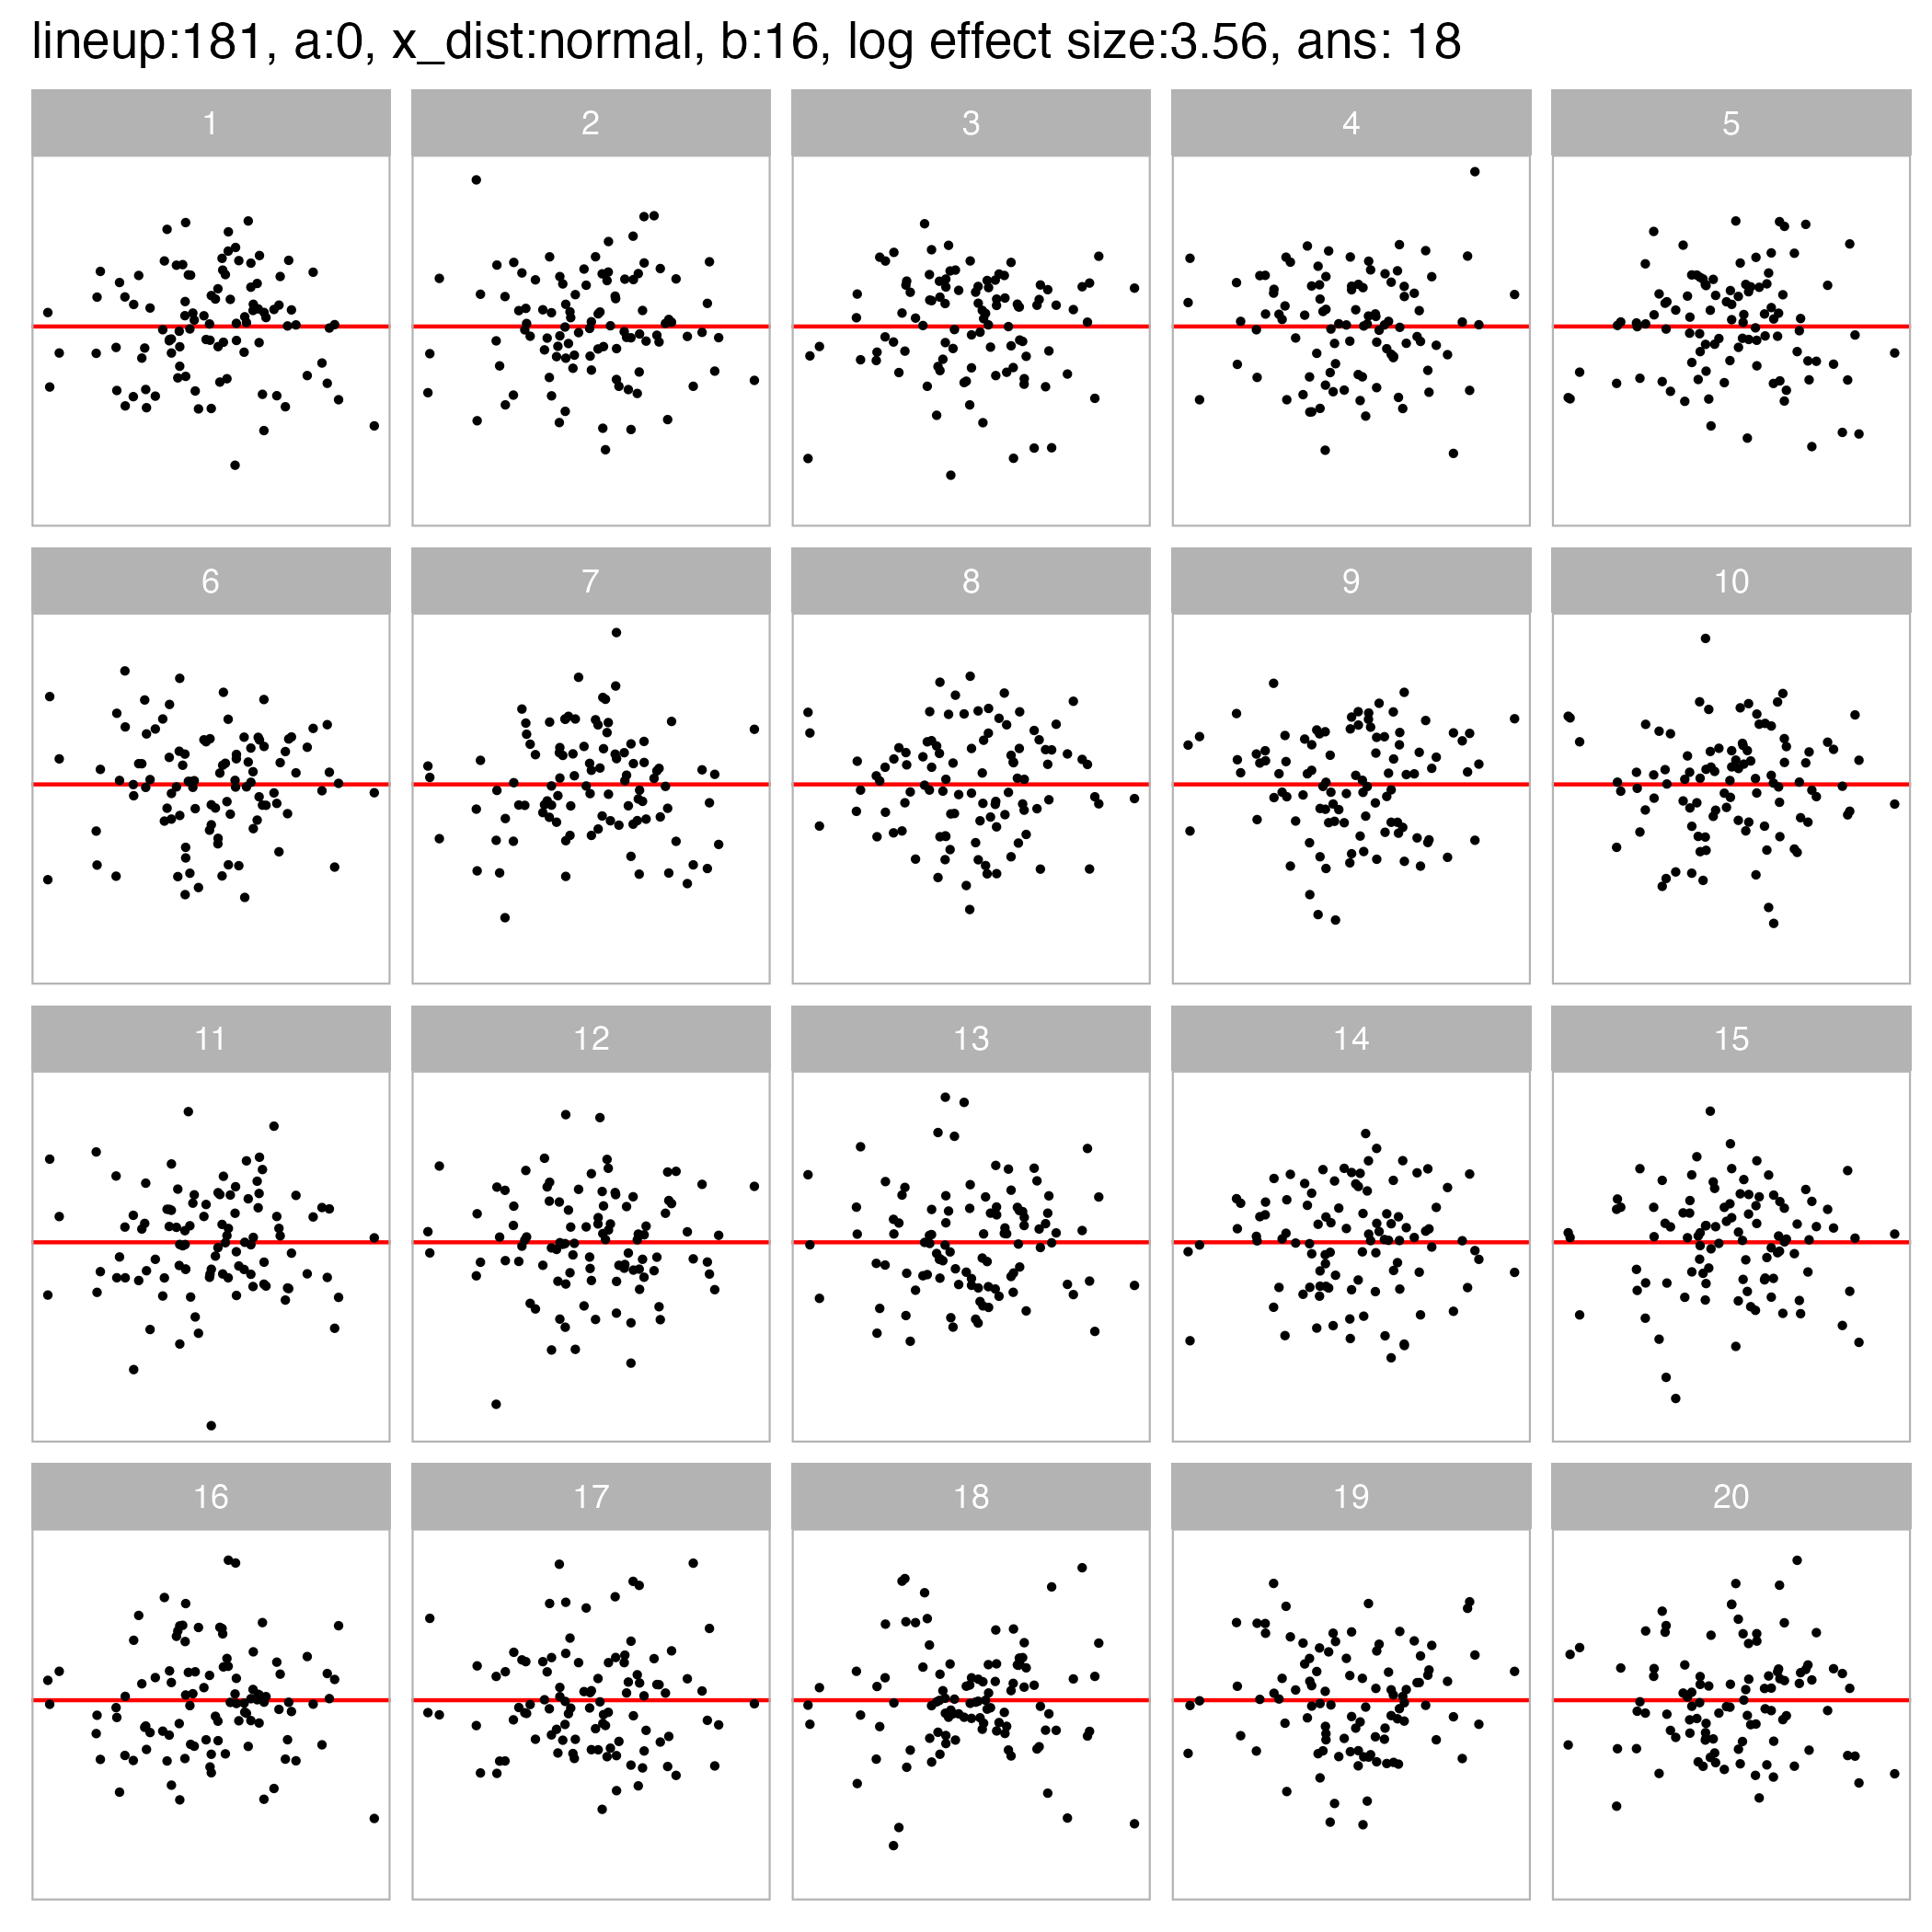 lineup:181, a:0, x_dist:normal, b:16, log effect size:3.56, ans: 18
1 2 3 4 5
6 7 8 9 10
11 12 13 14 15
16 17 18 19 20